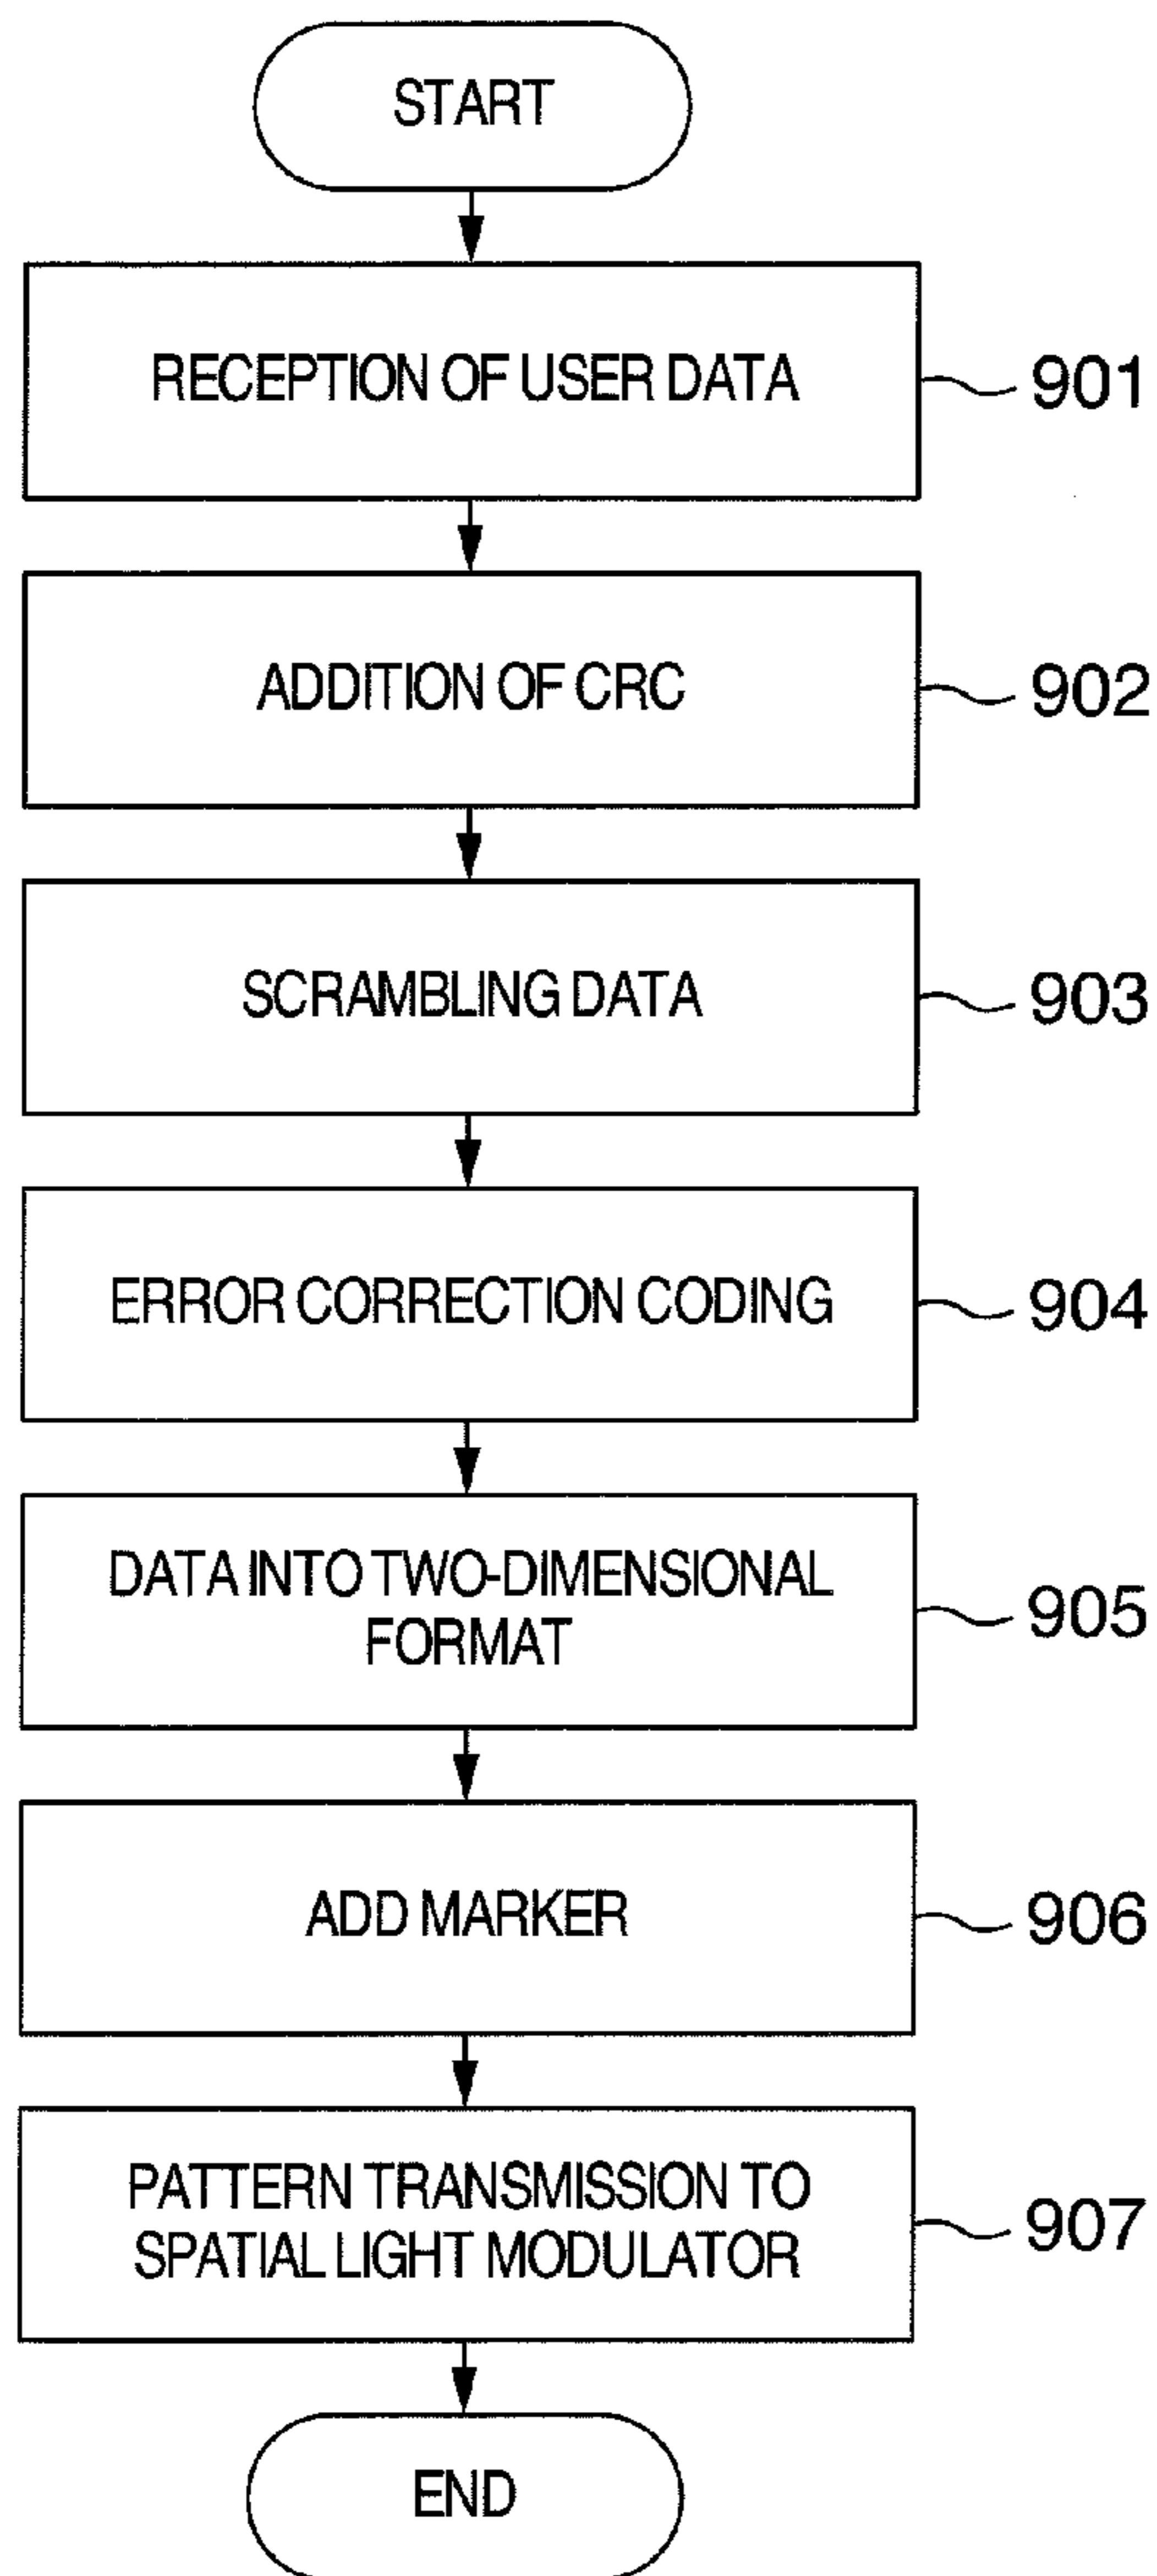 START
RECEPTION OF USER DATA
901
ADDITION OF CRC
902
SCRAMBLING DATA
903
ERROR CORRECTION CODING
904
DATA INTO TWO-DIMENSIONAL
FORMAT
905
ADD MARKER
906
PATTERN TRANSMISSION TO
SPATIAL LIGHT MODULATOR
907
END